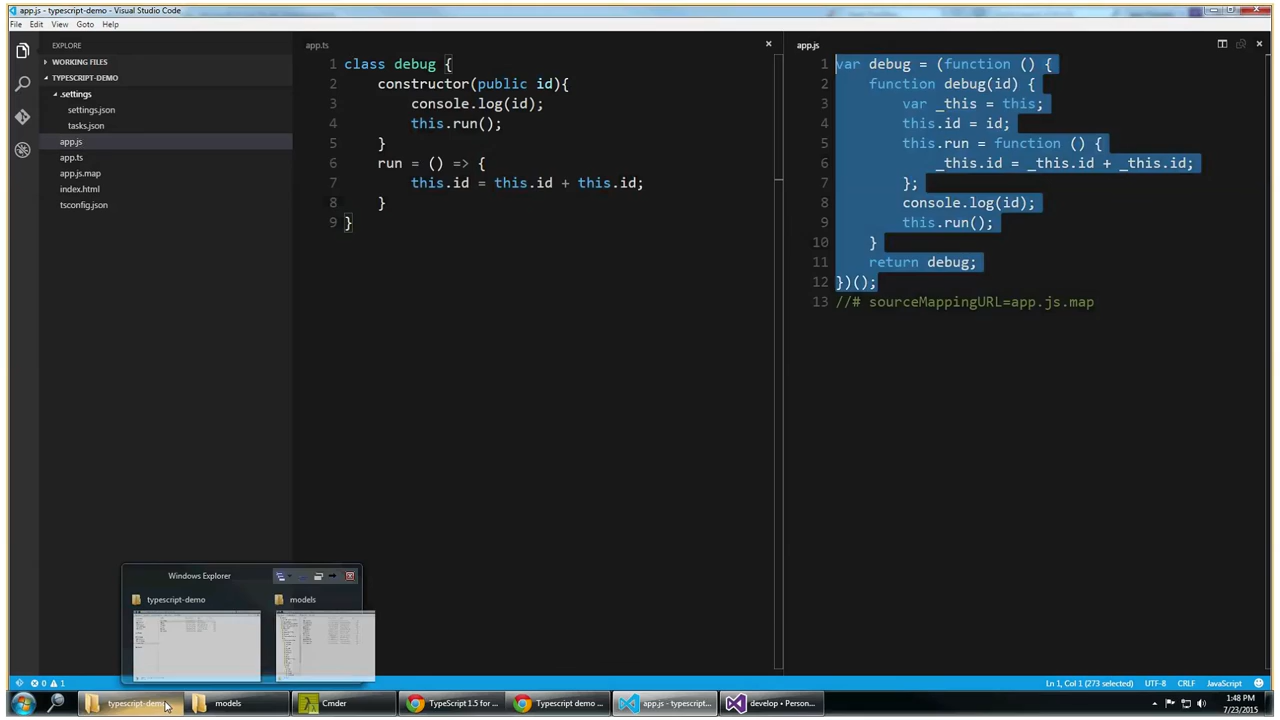 app.js - typescript-demo - Visual Studio Code
File Edit View Goto Help
EXPLORE
WORKING FILES
TYPESCRIPT-DEMO
.settings
settings.json
tasks.json
app.js
app.ts
app.js.map
index.html
tsconfig.json
app.ts
1 class debug {
2 constructor(public id){
3 console.log(id);
4 this.run();
5 }
6 run = () => {
7 this.id = this.id + this.id;
8 }
9 }
app.js
1 var debug = (function () {
2 function debug(id) {
3 var _this = this;
4 this.id = id;
5 this.run = function () {
6 _this.id = _this.id + _this.id;
7 };
8 console.log(id);
9 this.run();
10 }
11 return debug;
12 })();
13 //# sourceMappingURL=app.js.map
Windows Explorer
typescript-demo models
0 1 Ln 1, Col 1 (273 selected) UTF-8 CRLF JavaScript
typescript-demo models Cmder TypeScript 1.5 for ... Typescript demo ... app.js - typescript... develop • Person... 1:48 PM
7/23/2015